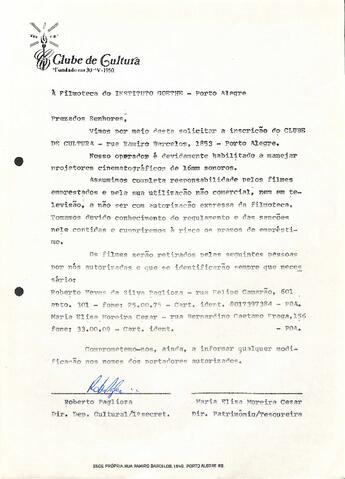 Clube de Cultura
Fundado em 30-V-1950.
À Filmoteca do INSTITUTO GOETHE - Porto Alegre
Prezados Senhores,
Vimos por meio desta solicitar a inscrição do CLUBE
DE CULTURA - rua Ramiro Barcelos, 1853 - Porto Alegre.
Nosso operador é devidamente habilitado a manejar
projetores cinematográficos de 16mm sonoros.
Assumimos completa responsabilidade pelos filmes
emprestados e pela sua utilização não comercial, nem em te-
levisão, a não ser com autorização expressa da filmoteca.
Tomamos devido conhecimento do regulamento e das sanções
nele contidas e cumpriremos à risca os prazos de emprésti-
mo.
Os filmes serão retirados pelas seguintes pessoas
por nós autorizadas e que se identificarão sempre que neces
sário:
Roberto Neves da Silva Pagliosa - rua Felipe Camarão, 601
apto. 301 - fone: 25.00.75 - Cart. ident. 8017397384 - POA.
Maria Elisa Moreira Cesar - rua Bernardino Caetano Fraga, 156
fone: 33.00.09 - Cart. ident. - POA.
Comprometemo-nos, ainda, a informar qualquer modi-
ficação nos nomes dos portadores autorizados.
Roberto Pagliosa Maria Elisa Moreira Cesar
Dir. Dep. Cultural/1ºsecret. Dir. Patrimônio/Tesoureira
SEDE PRÓPRIA: RUA RAMIRO BARCELOS, 1853, PORTO ALEGRE RS.